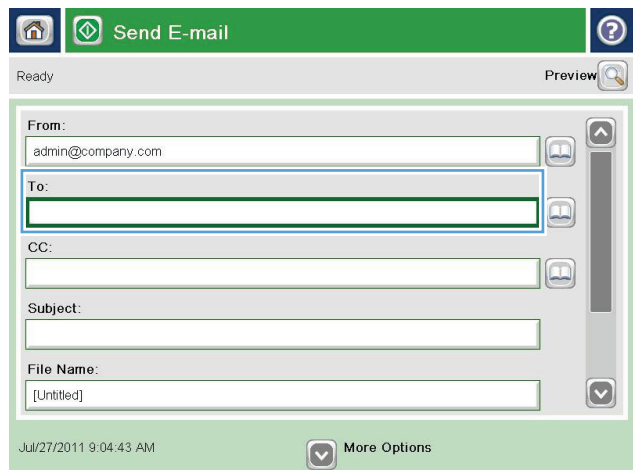 Send E-mail
?
Ready
Preview
From:
admin@company.com
To:
CC:
Subject:
File Name:
[Untitled]
Jul/27/2011 9:04:43 AM
More Options